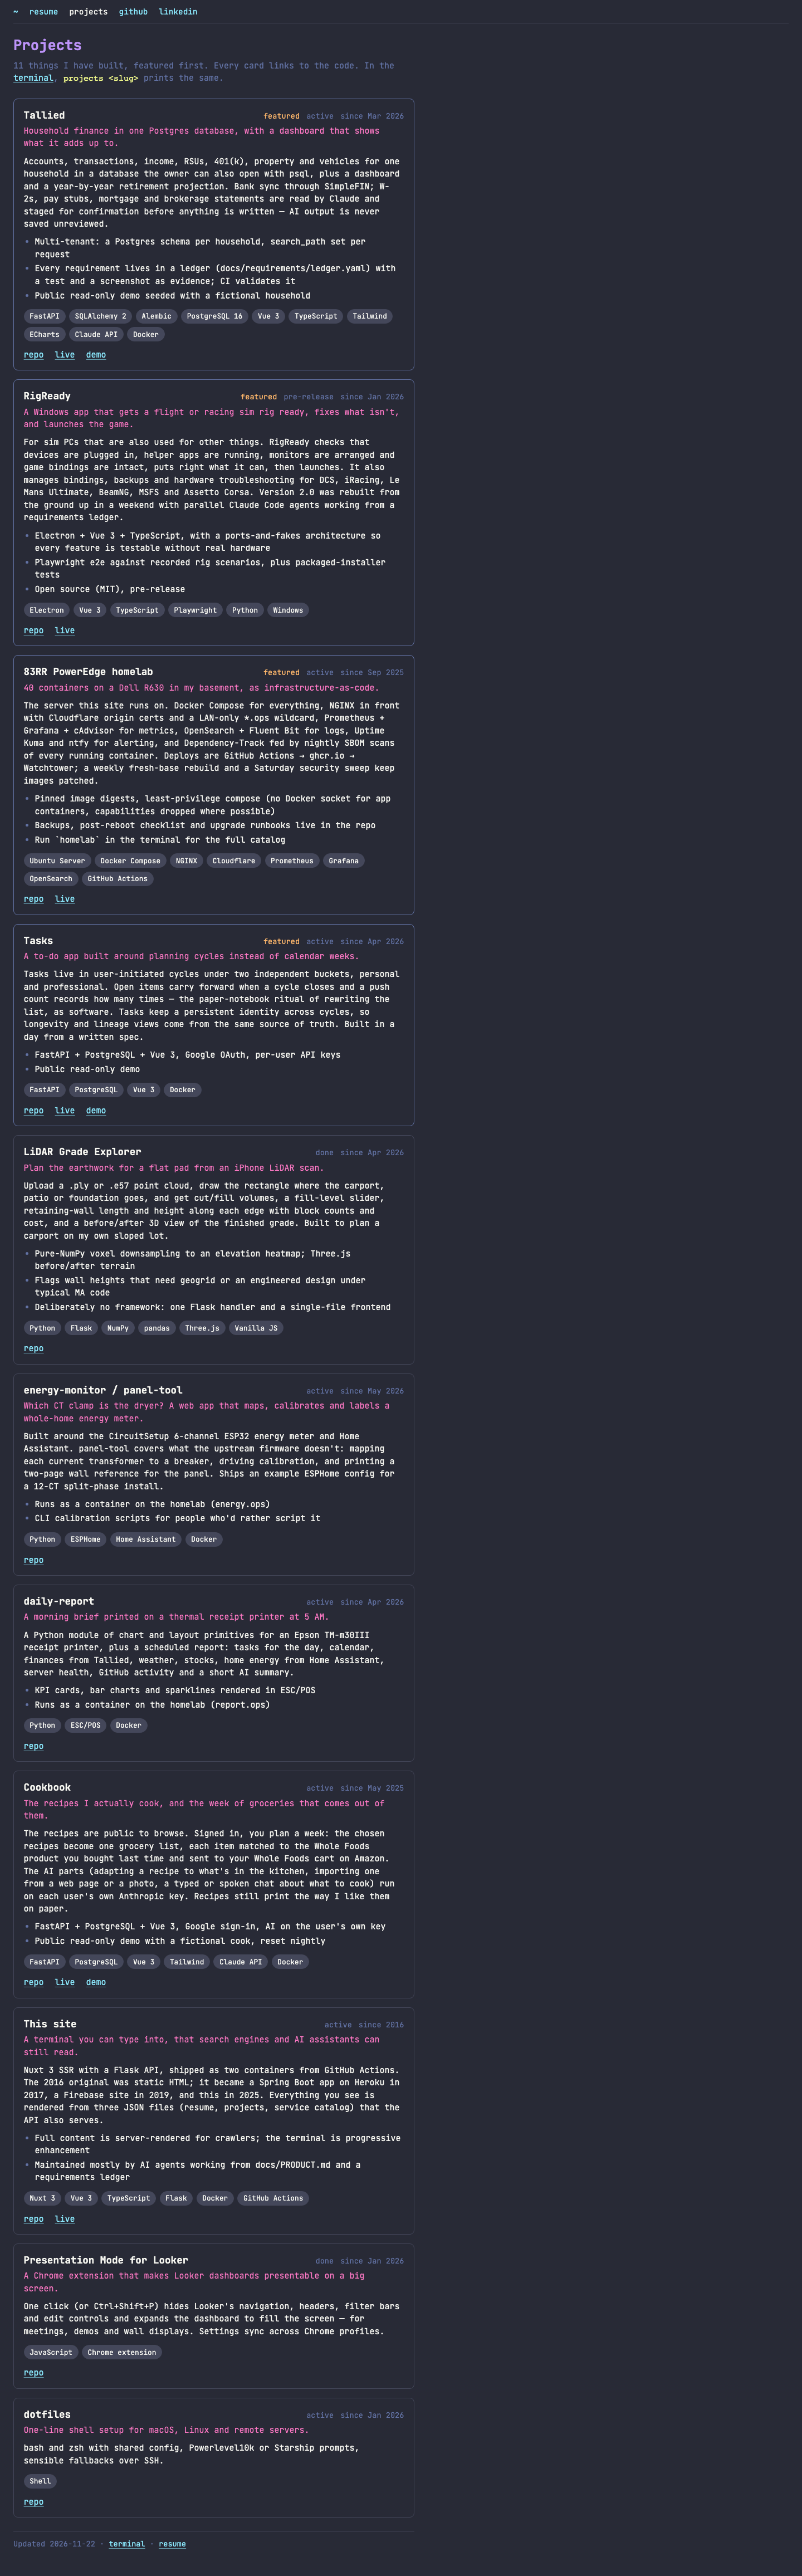 ~ resume projects github linkedin
Projects
11 things I have built, featured first. Every card links to the code. In the
terminal, projects <slug> prints the same.
Tallied featured active since Mar 2026
Household finance in one Postgres database, with a dashboard that shows
what it adds up to.
Accounts, transactions, income, RSUs, 401(k), property and vehicles for one
household in a database the owner can also open with psql, plus a dashboard
and a year-by-year retirement projection. Bank sync through SimpleFIN; W-
2s, pay stubs, mortgage and brokerage statements are read by Claude and
staged for confirmation before anything is written — AI output is never
saved unreviewed.
• Multi-tenant: a Postgres schema per household, search_path set per
request
• Every requirement lives in a ledger (docs/requirements/ledger.yaml) with
a test and a screenshot as evidence; CI validates it
• Public read-only demo seeded with a fictional household
FastAPI SQLAlchemy 2 Alembic PostgreSQL 16 Vue 3 TypeScript Tailwind
ECharts Claude API Docker
repo live demo
RigReady featured pre-release since Jan 2026
A Windows app that gets a flight or racing sim rig ready, fixes what isn't,
and launches the game.
For sim PCs that are also used for other things. RigReady checks that
devices are plugged in, helper apps are running, monitors are arranged and
game bindings are intact, puts right what it can, then launches. It also
manages bindings, backups and hardware troubleshooting for DCS, iRacing, Le
Mans Ultimate, BeamNG, MSFS and Assetto Corsa. Version 2.0 was rebuilt from
the ground up in a weekend with parallel Claude Code agents working from a
requirements ledger.
• Electron + Vue 3 + TypeScript, with a ports-and-fakes architecture so
every feature is testable without real hardware
• Playwright e2e against recorded rig scenarios, plus packaged-installer
tests
• Open source (MIT), pre-release
Electron Vue 3 TypeScript Playwright Python Windows
repo live
83RR PowerEdge homelab featured active since Sep 2025
40 containers on a Dell R630 in my basement, as infrastructure-as-code.
The server this site runs on. Docker Compose for everything, NGINX in front
with Cloudflare origin certs and a LAN-only *.ops wildcard, Prometheus +
Grafana + cAdvisor for metrics, OpenSearch + Fluent Bit for logs, Uptime
Kuma and ntfy for alerting, and Dependency-Track fed by nightly SBOM scans
of every running container. Deploys are GitHub Actions → ghcr.io →
Watchtower; a weekly fresh-base rebuild and a Saturday security sweep keep
images patched.
• Pinned image digests, least-privilege compose (no Docker socket for app
containers, capabilities dropped where possible)
• Backups, post-reboot checklist and upgrade runbooks live in the repo
• Run `homelab` in the terminal for the full catalog
Ubuntu Server Docker Compose NGINX Cloudflare Prometheus Grafana
OpenSearch GitHub Actions
repo live
Tasks featured active since Apr 2026
A to-do app built around planning cycles instead of calendar weeks.
Tasks live in user-initiated cycles under two independent buckets, personal
and professional. Open items carry forward when a cycle closes and a push
count records how many times — the paper-notebook ritual of rewriting the
list, as software. Tasks keep a persistent identity across cycles, so
longevity and lineage views come from the same source of truth. Built in a
day from a written spec.
• FastAPI + PostgreSQL + Vue 3, Google OAuth, per-user API keys
• Public read-only demo
FastAPI PostgreSQL Vue 3 Docker
repo live demo
LiDAR Grade Explorer done since Apr 2026
Plan the earthwork for a flat pad from an iPhone LiDAR scan.
Upload a .ply or .e57 point cloud, draw the rectangle where the carport,
patio or foundation goes, and get cut/fill volumes, a fill-level slider,
retaining-wall length and height along each edge with block counts and
cost, and a before/after 3D view of the finished grade. Built to plan a
carport on my own sloped lot.
• Pure-NumPy voxel downsampling to an elevation heatmap; Three.js
before/after terrain
• Flags wall heights that need geogrid or an engineered design under
typical MA code
• Deliberately no framework: one Flask handler and a single-file frontend
Python Flask NumPy pandas Three.js Vanilla JS
repo
energy-monitor / panel-tool active since May 2026
Which CT clamp is the dryer? A web app that maps, calibrates and labels a
whole-home energy meter.
Built around the CircuitSetup 6-channel ESP32 energy meter and Home
Assistant. panel-tool covers what the upstream firmware doesn't: mapping
each current transformer to a breaker, driving calibration, and printing a
two-page wall reference for the panel. Ships an example ESPHome config for
a 12-CT split-phase install.
• Runs as a container on the homelab (energy.ops)
• CLI calibration scripts for people who'd rather script it
Python ESPHome Home Assistant Docker
repo
daily-report active since Apr 2026
A morning brief printed on a thermal receipt printer at 5 AM.
A Python module of chart and layout primitives for an Epson TM-m30III
receipt printer, plus a scheduled report: tasks for the day, calendar,
finances from Tallied, weather, stocks, home energy from Home Assistant,
server health, GitHub activity and a short AI summary.
• KPI cards, bar charts and sparklines rendered in ESC/POS
• Runs as a container on the homelab (report.ops)
Python ESC/POS Docker
repo
Cookbook active since May 2025
The recipes I actually cook, and the week of groceries that comes out of
them.
The recipes are public to browse. Signed in, you plan a week: the chosen
recipes become one grocery list, each item matched to the Whole Foods
product you bought last time and sent to your Whole Foods cart on Amazon.
The AI parts (adapting a recipe to what's in the kitchen, importing one
from a web page or a photo, a typed or spoken chat about what to cook) run
on each user's own Anthropic key. Recipes still print the way I like them
on paper.
• FastAPI + PostgreSQL + Vue 3, Google sign-in, AI on the user's own key
• Public read-only demo with a fictional cook, reset nightly
FastAPI PostgreSQL Vue 3 Tailwind Claude API Docker
repo live demo
This site active since 2016
A terminal you can type into, that search engines and AI assistants can
still read.
Nuxt 3 SSR with a Flask API, shipped as two containers from GitHub Actions.
The 2016 original was static HTML; it became a Spring Boot app on Heroku in
2017, a Firebase site in 2019, and this in 2025. Everything you see is
rendered from three JSON files (resume, projects, service catalog) that the
API also serves.
• Full content is server-rendered for crawlers; the terminal is progressive
enhancement
• Maintained mostly by AI agents working from docs/PRODUCT.md and a
requirements ledger
Nuxt 3 Vue 3 TypeScript Flask Docker GitHub Actions
repo live
Presentation Mode for Looker done since Jan 2026
A Chrome extension that makes Looker dashboards presentable on a big
screen.
One click (or Ctrl+Shift+P) hides Looker's navigation, headers, filter bars
and edit controls and expands the dashboard to fill the screen — for
meetings, demos and wall displays. Settings sync across Chrome profiles.
JavaScript Chrome extension
repo
dotfiles active since Jan 2026
One-line shell setup for macOS, Linux and remote servers.
bash and zsh with shared config, Powerlevel10k or Starship prompts,
sensible fallbacks over SSH.
Shell
repo
Updated 2026-11-22 · terminal · resume